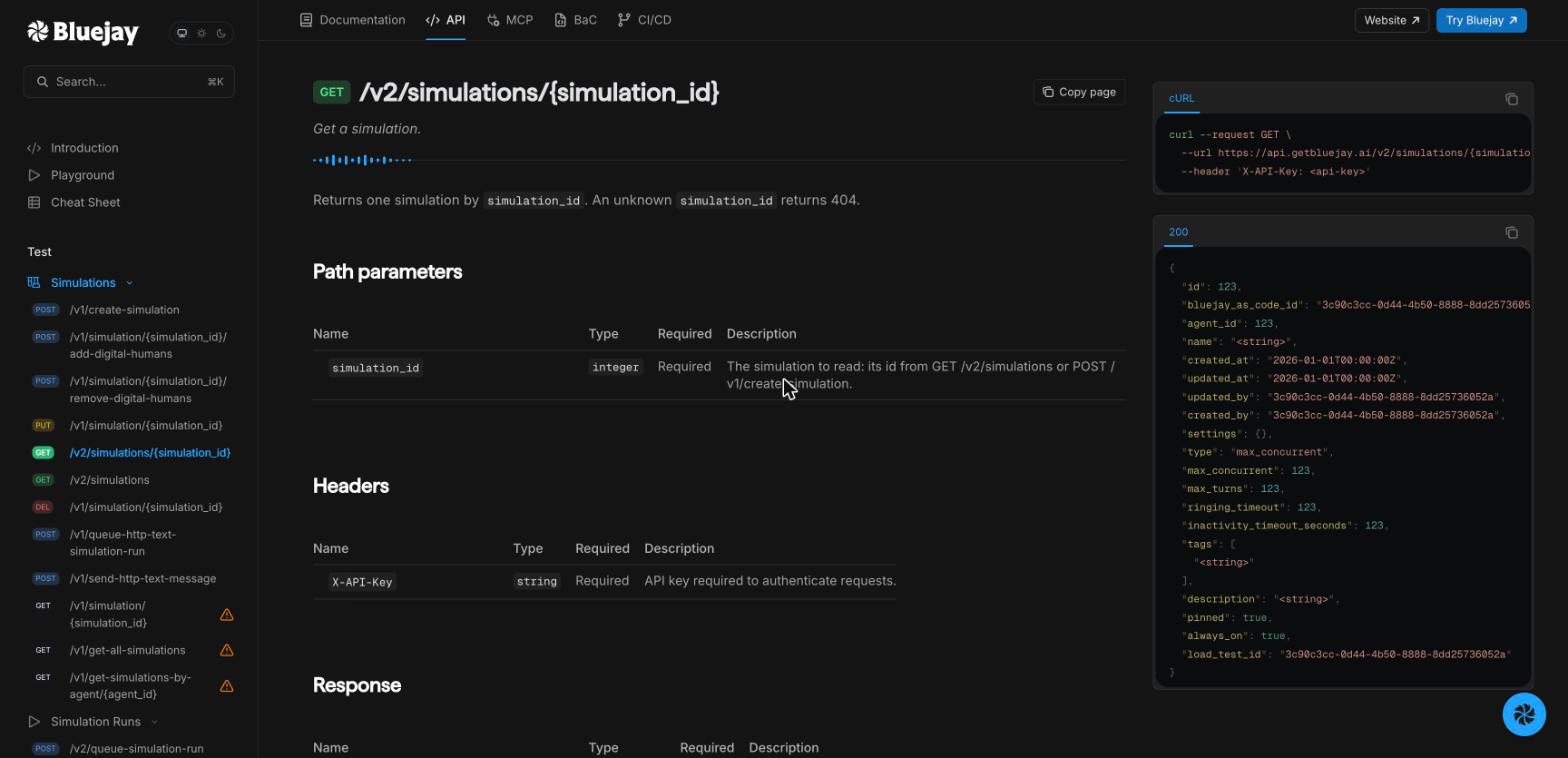 Bluejay
Search...
⌘K
Introduction
Playground
Cheat Sheet
Test
Simulations
POST /v1/create-simulation
POST /v1/simulation/{simulation_id}/
add-digital-humans
POST /v1/simulation/{simulation_id}/
remove-digital-humans
PUT /v1/simulation/{simulation_id}
GET /v2/simulations/{simulation_id}
GET /v2/simulations
DEL /v1/simulation/{simulation_id}
POST /v1/queue-http-text-
simulation-run
POST /v1/send-http-text-message
GET /v1/simulation/
{simulation_id}
GET /v1/get-all-simulations
GET /v1/get-simulations-by-
agent/{agent_id}
Simulation Runs
POST /v2/queue-simulation-run
Documentation API MCP BaC CI/CD
Website ↗ Try Bluejay ↗
GET /v2/simulations/{simulation_id}
Copy page
Get a simulation.
Returns one simulation by simulation_id. An unknown simulation_id returns 404.
Path parameters
Name Type Required Description
simulation_id integer Required The simulation to read: its id from GET /v2/simulations or POST /
v1/create-simulation.
Headers
Name Type Required Description
X-API-Key string Required API key required to authenticate requests.
Response
Name Type Required Description
cURL
curl --request GET \
--url https://api.getbluejay.ai/v2/simulations/{simulatio
--header 'X-API-Key: <api-key>'
200
{
"id": 123,
"bluejay_as_code_id": "3c90c3cc-0d44-4b50-8888-8dd2573605
"agent_id": 123,
"name": "<string>",
"created_at": "2026-01-01T00:00:00Z",
"updated_at": "2026-01-01T00:00:00Z",
"updated_by": "3c90c3cc-0d44-4b50-8888-8dd25736052a",
"created_by": "3c90c3cc-0d44-4b50-8888-8dd25736052a",
"settings": {},
"type": "max_concurrent",
"max_concurrent": 123,
"max_turns": 123,
"ringing_timeout": 123,
"inactivity_timeout_seconds": 123,
"tags": [
"<string>"
],
"description": "<string>",
"pinned": true,
"always_on": true,
"load_test_id": "3c90c3cc-0d44-4b50-8888-8dd25736052a"
}